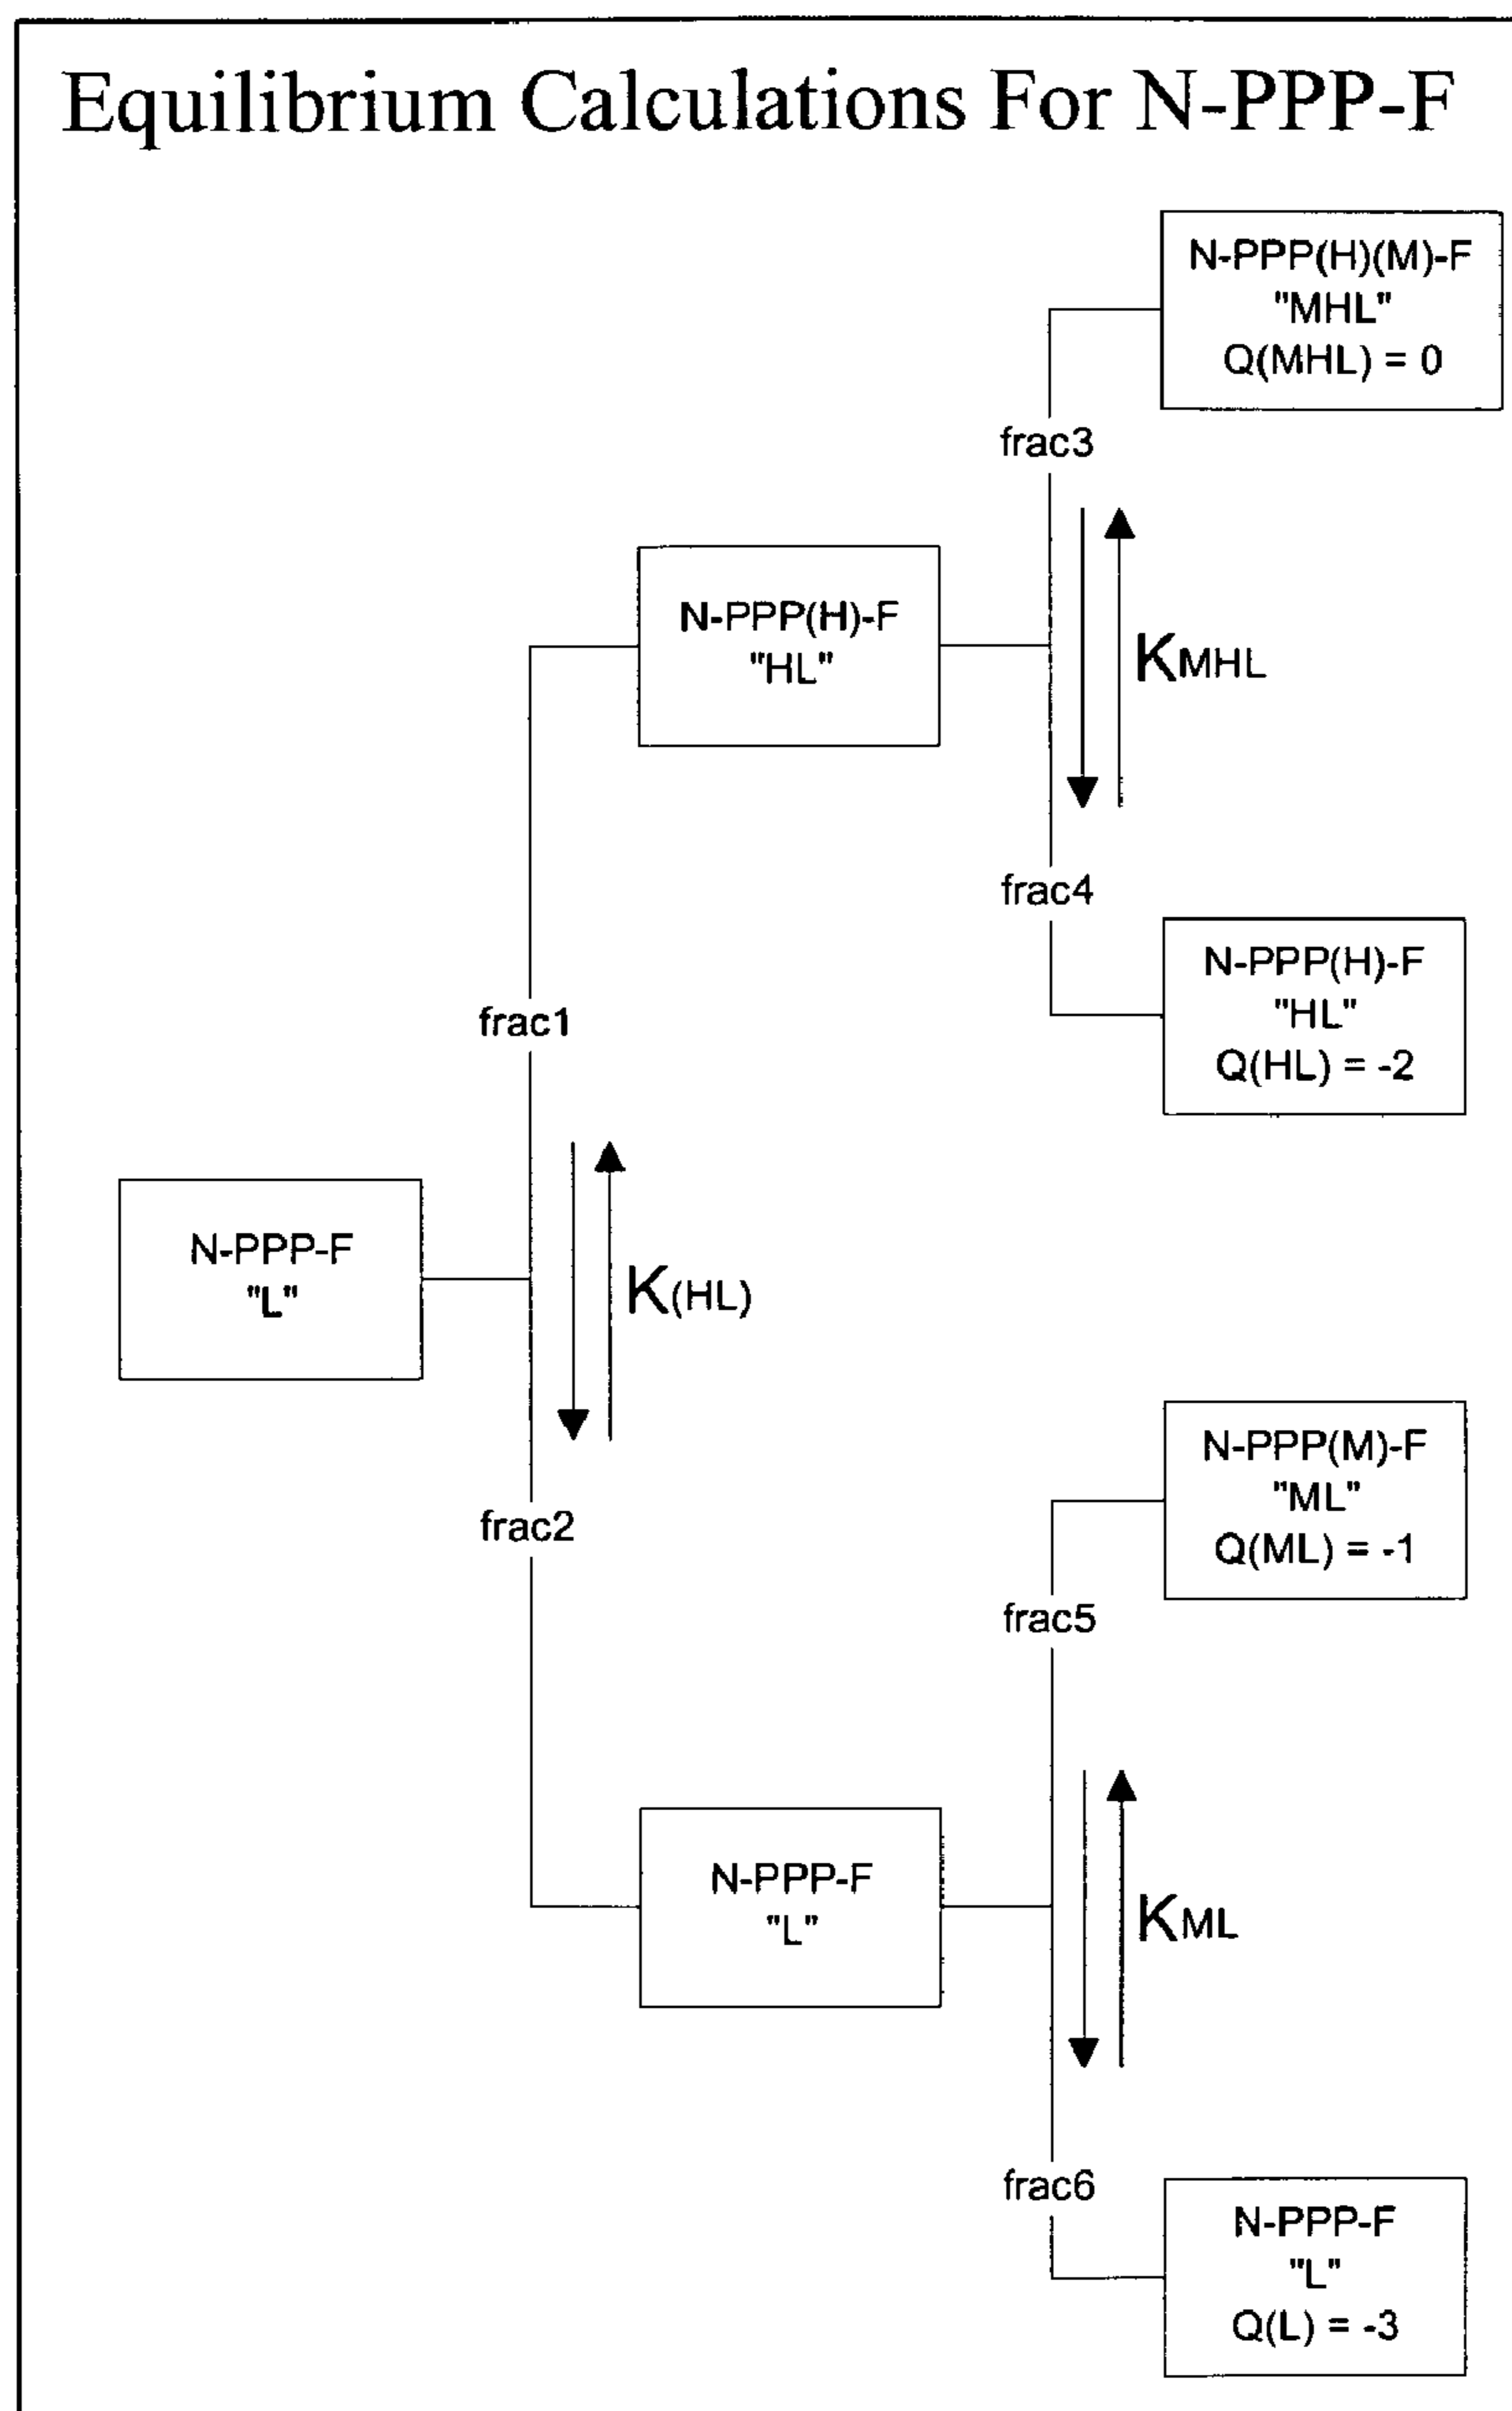 Equilibrium Calculations For N-PPP-F
N-PPP(H)(M)-F
"MHL"
Q(MHL) = 0
frac3
N-PPP(H)-F
"HL"
KMHL
frac4
N-PPP(H)-F
"HL"
Q(HL) = -2
frac1
N-PPP-F
"L"
K(HL)
N-PPP(M)-F
"ML"
Q(ML) = -1
frac2
frac5
N-PPP-F
"L"
KML
frac6
N-PPP-F
"L"
Q(L) = -3